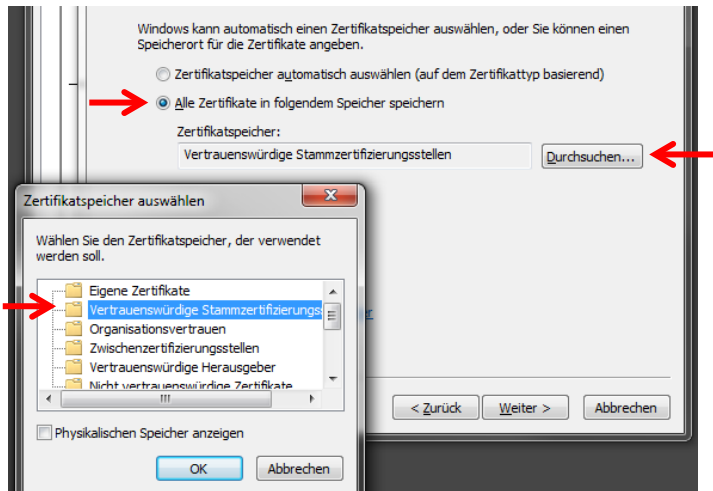 Windows kann automatisch einen Zertifikatspeicher auswählen, oder Sie können einen
Speicherort für die Zertifikate angeben.
Zertifikatspeicher automatisch auswählen (auf dem Zertifikattyp basierend)
Alle Zertifikate in folgendem Speicher speichern
Zertifikatspeicher:
Vertrauenswürdige Stammzertifizierungsstellen
Durchsuchen...
Zertifikatspeicher auswählen
Wählen Sie den Zertifikatspeicher, der verwendet
werden soll.
Eigene Zertifikate
Vertrauenswürdige Stammzertifizierungs
Organisationsvertrauen
Zwischenzertifizierungsstellen
Vertrauenswürdige Herausgeber
Nicht vertrauenswürdige Zertifikate
Physikalischen Speicher anzeigen
OK
Abbrechen
< Zurück
Weiter >
Abbrechen